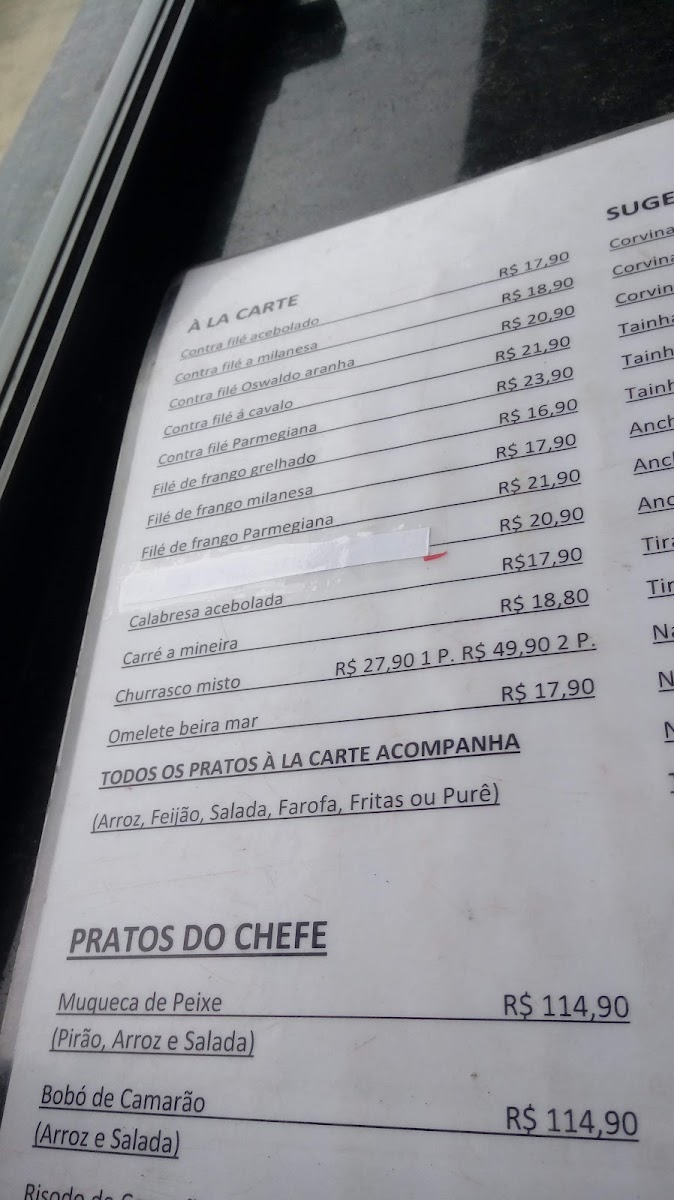 À LA CARTE
Contra filé acebolado R$ 17,90
Contra filé a milanesa R$ 18,90
Contra filé Oswaldo aranha R$ 20,90
Contra filé á cavalo R$ 21,90
Contra filé Parmegiana R$ 23,90
Filé de frango grelhado R$ 16,90
Filé de frango milanesa R$ 17,90
Filé de frango Parmegiana R$ 21,90
R$ 20,90
Calabresa acebolada R$17,90
Carré a mineira R$ 18,80
Churrasco misto R$ 27,90 1 P. R$ 49,90 2 P.
Omelete beira mar R$ 17,90
TODOS OS PRATOS À LA CARTE ACOMPANHA
(Arroz, Feijão, Salada, Farofa, Fritas ou Purê)
PRATOS DO CHEFE
Muqueca de Peixe R$ 114,90
(Pirão, Arroz e Salada)
Bobó de Camarão R$ 114,90
(Arroz e Salada)
SUGE
Corvina
Corvina
Corvin
Tainh
Tainh
Tainh
Anch
Anc
Anc
Tira
Tir
Na
N